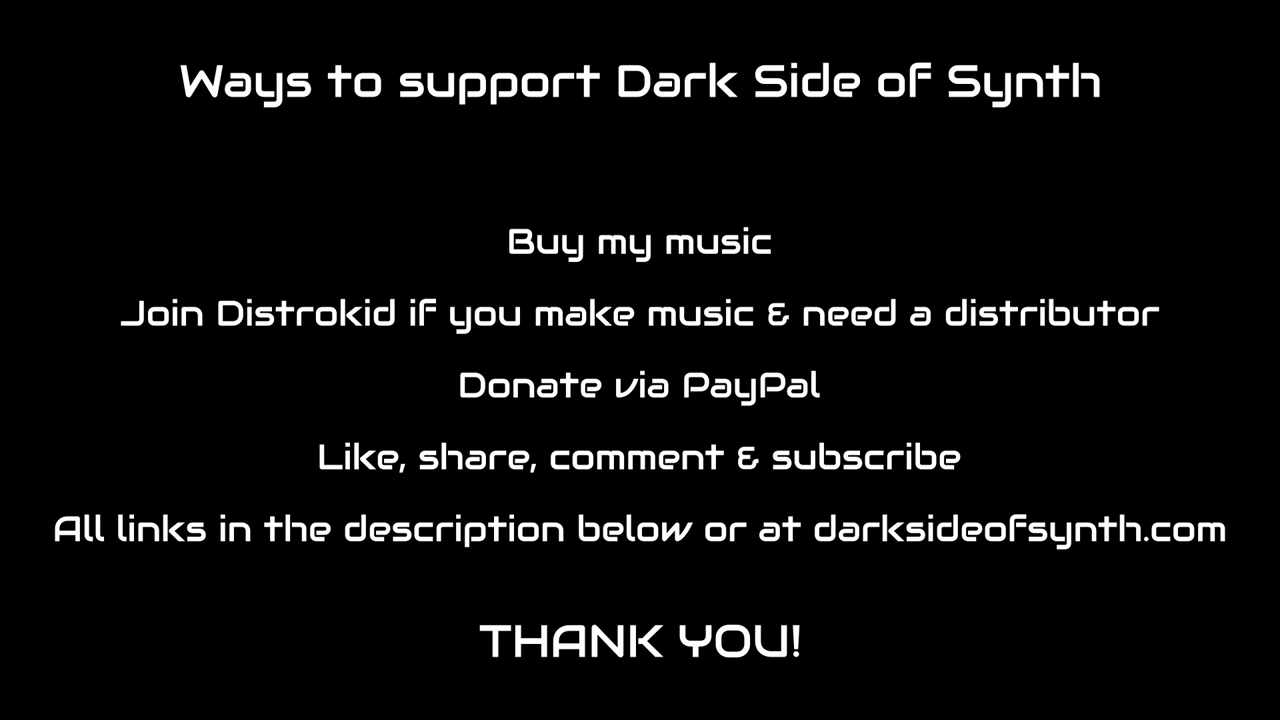 Ways to support Dark Side of Synth
Buy my music
Join Distrokid if you make music & need a distributor
Donate via PayPal
Like, share, comment & subscribe
All links in the description below or at darksideofsynth.com
THANK YOU!